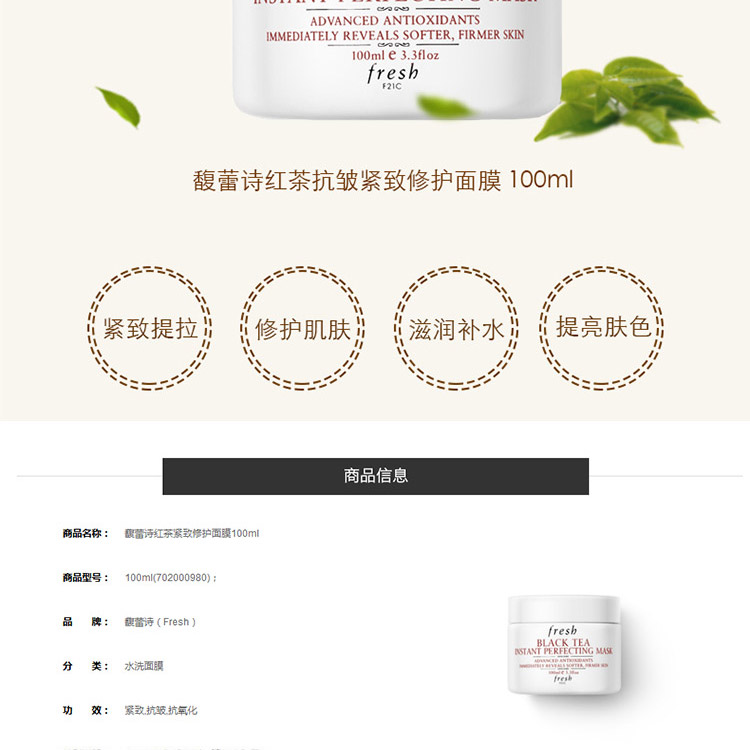 INSTANT PERFECTING MASK
ADVANCED ANTIOXIDANTS
IMMEDIATELY REVEALS SOFTER, FIRMER SKIN
100ml e 3.3floz
fresh
F21C
馥蕾诗红茶抗皱紧致修护面膜 100ml
紧致提拉
修护肌肤
滋润补水
提亮肤色
商品信息
商品名称： 馥蕾诗红茶紧致修护面膜100ml
商品型号： 100ml(702000980)；
品 牌： 馥蕾诗（Fresh）
分 类： 水洗面膜
功 效： 紧致,抗皱,抗氧化
fresh
BLACK TEA
INSTANT PERFECTING MASK
ADVANCED ANTIOXIDANTS
IMMEDIATELY REVEALS SOFTER, FIRMER SKIN
100ml e 3.3floz
fresh